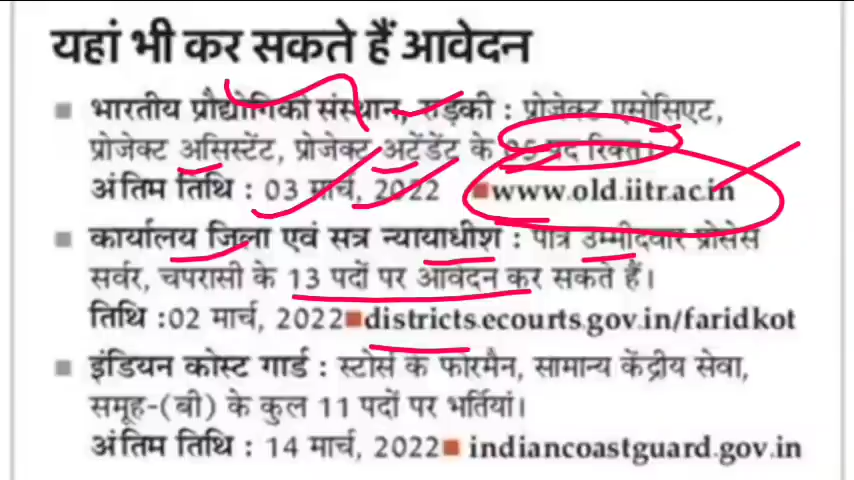 यहां भी कर सकते हैं आवेदन
भारतीय प्रौद्योगिकी संस्थान, रुड़की : प्रोजेक्ट एसोसिएट,
प्रोजेक्ट असिस्टेंट, प्रोजेक्ट अटेंडेंट के पद रिक्त।
अंतिम तिथि : 03 मार्च, 2022 ■www.old.iitr.ac.in
कार्यालय जिला एवं सत्र न्यायाधीश : पात्र उम्मीदवार प्रोसेस
सर्वर, चपरासी के 13 पदों पर आवेदन कर सकते हैं।
तिथि :02 मार्च, 2022■districts.ecourts.gov.in/faridkot
इंडियन कोस्ट गार्ड : स्टोर्स के फोरमैन, सामान्य केंद्रीय सेवा,
समूह-(बी) के कुल 11 पदों पर भर्तियां।
अंतिम तिथि : 14 मार्च, 2022■ indiancoastguard.gov.in